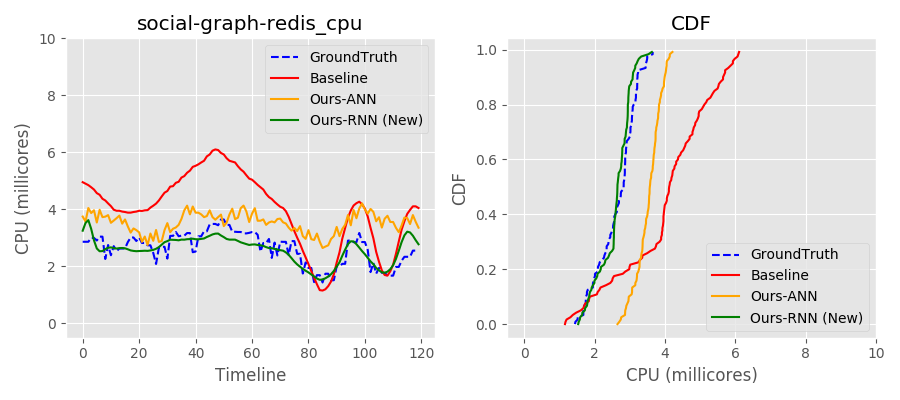 social-graph-redis_cpu
CPU (millicores)
10
8
6
4
2
0
GroundTruth
Baseline
Ours-ANN
Ours-RNN (New)
0 20 40 60 80 100 120
Timeline
CDF
CDF
1.0
0.8
0.6
0.4
0.2
0.0
GroundTruth
Baseline
Ours-ANN
Ours-RNN (New)
0 2 4 6 8 10
CPU (millicores)